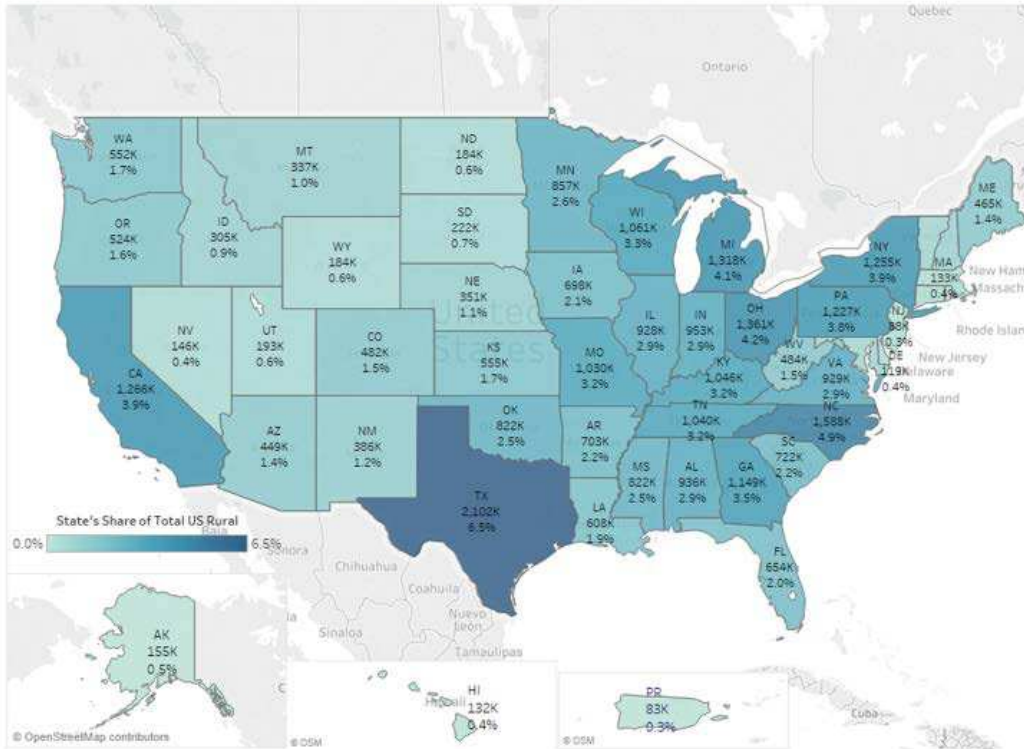 Quebec
Ontario
WA
552K
1.7%
MT
337K
1.0%
ND
184K
0.6%
MN
857K
2.6%
ME
465K
1.4%
OR
524K
1.6%
ID
305K
0.9%
SD
222K
0.7%
WI
1,061K
3.3%
MI
1,318K
4.1%
NY
1,255K
3.9%
MA
133K
0.4%
New Ham
Massach
WY
184K
0.6%
NE
351K
1.1%
IA
698K
2.1%
PA
1,227K
3.8%
NJ
88K
0.3%
Rhode Islan
United
States
NV
146K
0.4%
UT
193K
0.6%
CO
482K
1.5%
KS
555K
1.7%
MO
1,030K
3.2%
IL
928K
2.9%
IN
953K
2.9%
OH
1,361K
4.2%
WV
484K
1.5%
DE
119K
0.4%
New Jersey
Delaware
Maryland
CA
1,266K
3.9%
KY
1,046K
3.2%
VA
929K
2.9%
AZ
449K
1.4%
NM
386K
1.2%
OK
822K
2.5%
AR
703K
2.2%
TN
1,040K
3.2%
NC
1,588K
4.9%
SC
722K
2.2%
MS
822K
2.5%
AL
936K
2.9%
GA
1,149K
3.5%
TX
2,102K
6.5%
LA
608K
1.9%
FL
654K
2.0%
State's Share of Total US Rural
0.0%
6.5%
Baja
Sonora
Chihuahua
Coahuila
Nuevo
León
Sinaloa
Tamaulipas
Cuba
AK
155K
0.5%
© OpenStreetMap contributors
HI
132K
0.4%
Hawaii
© OSM
PR
83K
0.3%
© OSM